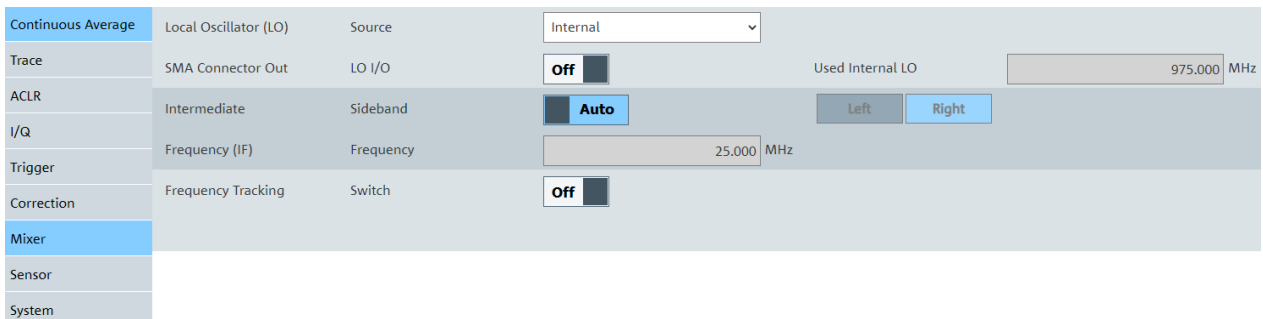 Continuous Average
Trace
ACLR
I/Q
Trigger
Correction
Mixer
Sensor
System
Local Oscillator (LO) Source Internal
SMA Connector Out LO I/O Off Used Internal LO 975.000 MHz
Intermediate Sideband Auto Left Right
Frequency (IF) Frequency 25.000 MHz
Frequency Tracking Switch Off